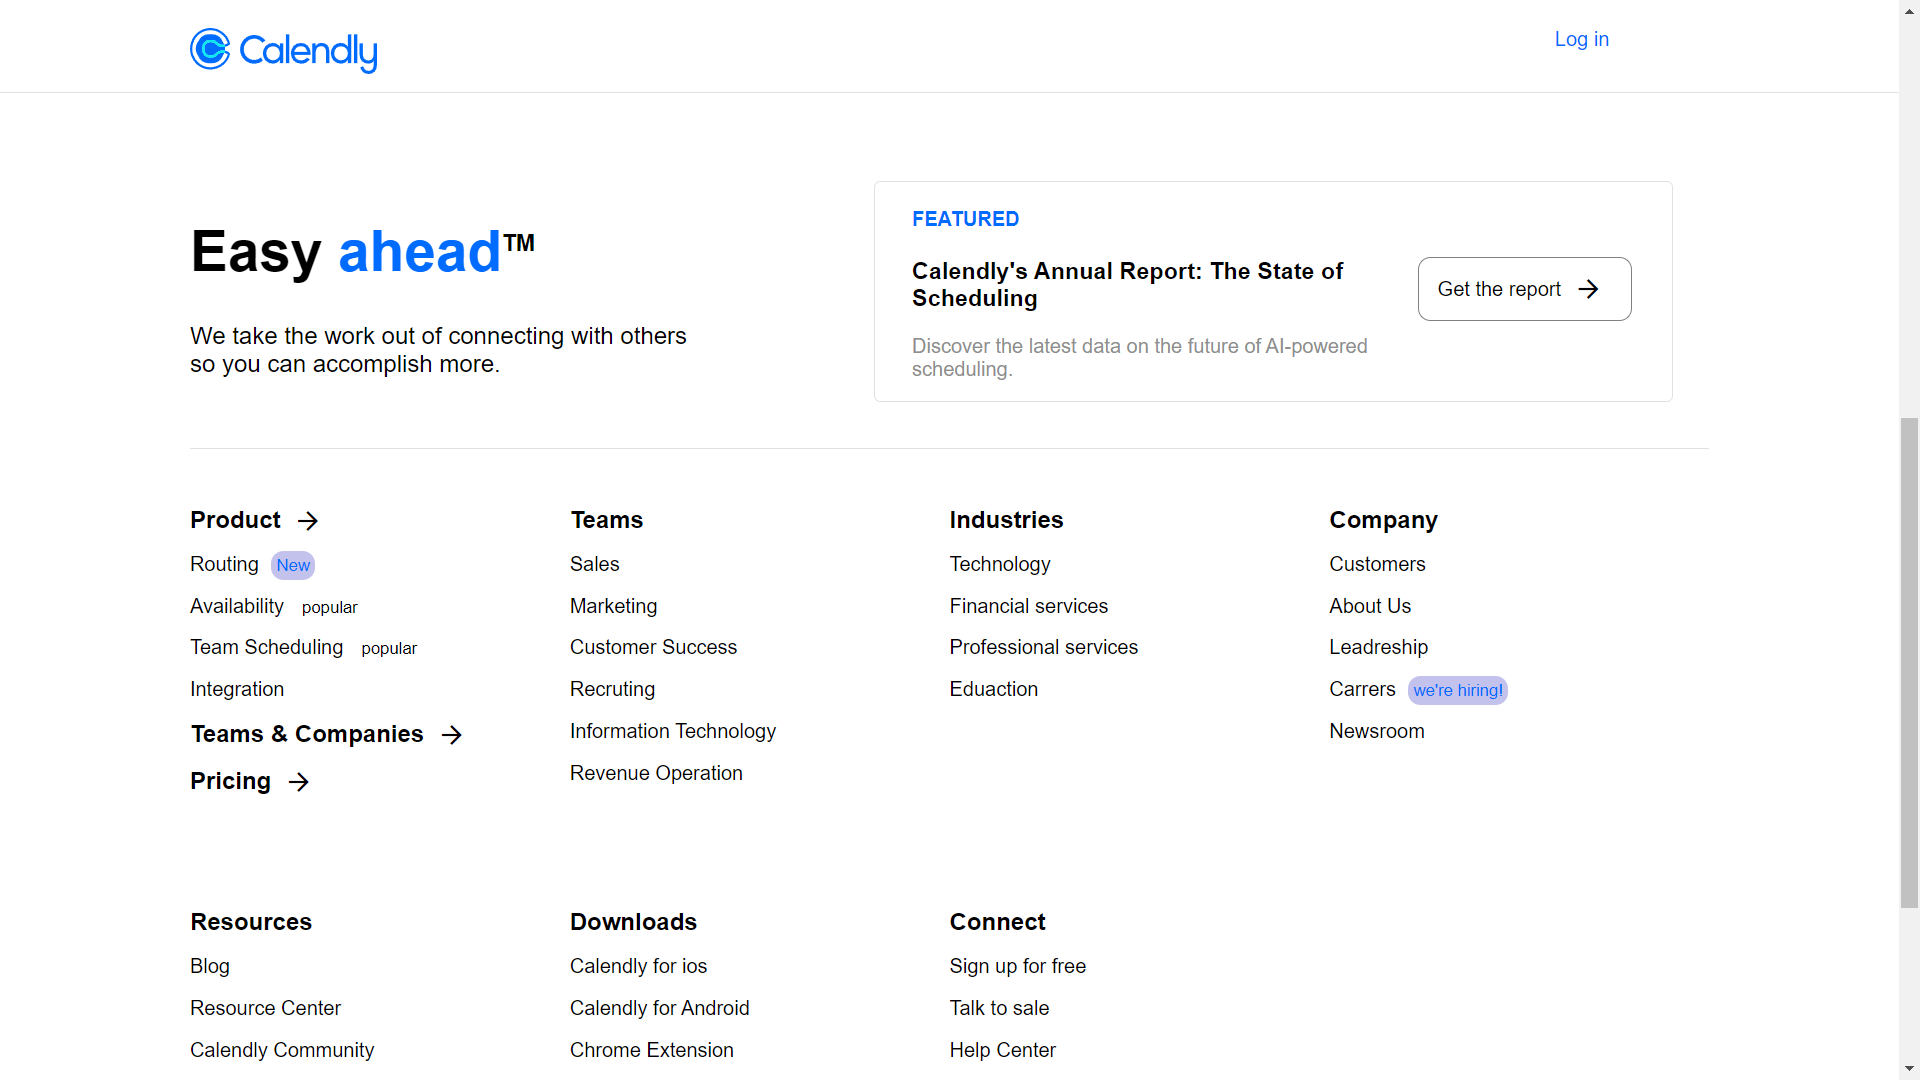 Calendly
Log in
Easy ahead™
We take the work out of connecting with others
so you can accomplish more.
FEATURED
Calendly's Annual Report: The State of
Scheduling
Get the report
Discover the latest data on the future of AI-powered
scheduling.
Product
Routing New
Availability popular
Team Scheduling popular
Integration
Teams & Companies
Pricing
Teams
Sales
Marketing
Customer Success
Recruting
Information Technology
Revenue Operation
Industries
Technology
Financial services
Professional services
Eduaction
Company
Customers
About Us
Leadreship
Carrers we're hiring!
Newsroom
Resources
Blog
Resource Center
Calendly Community
Downloads
Calendly for ios
Calendly for Android
Chrome Extension
Connect
Sign up for free
Talk to sale
Help Center